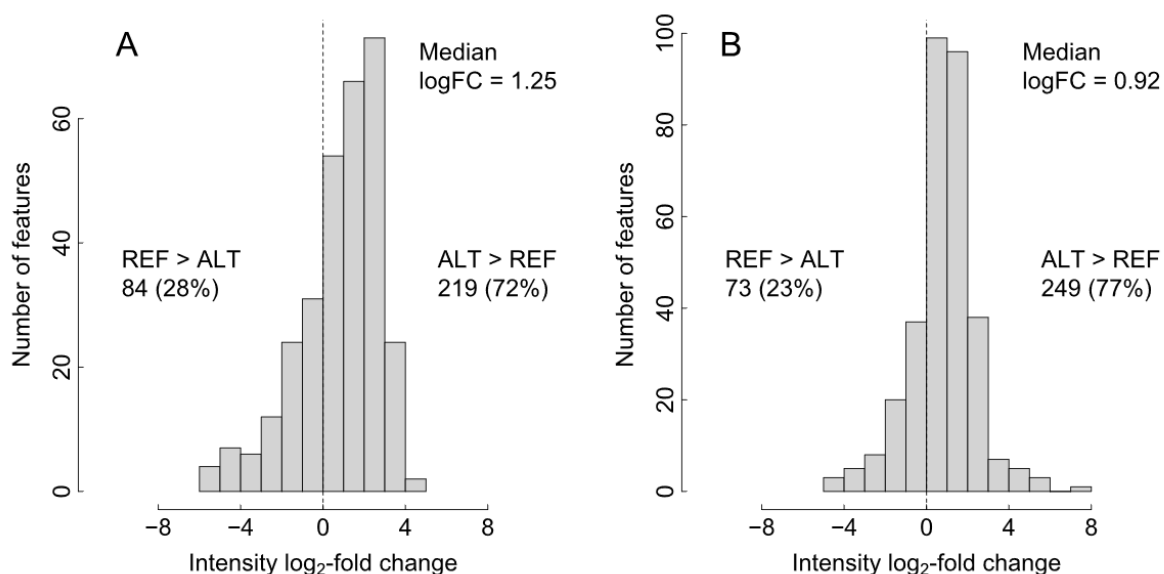 A
Median
logFC = 1.25
REF > ALT
84 (28%)
ALT > REF
219 (72%)
Number of features
0
20
40
60
−8
−4
0
4
8
Intensity log₂-fold change
B
Median
logFC = 0.92
REF > ALT
73 (23%)
ALT > REF
249 (77%)
Number of features
0
20
40
60
80
100
−8
−4
0
4
8
Intensity log₂-fold change